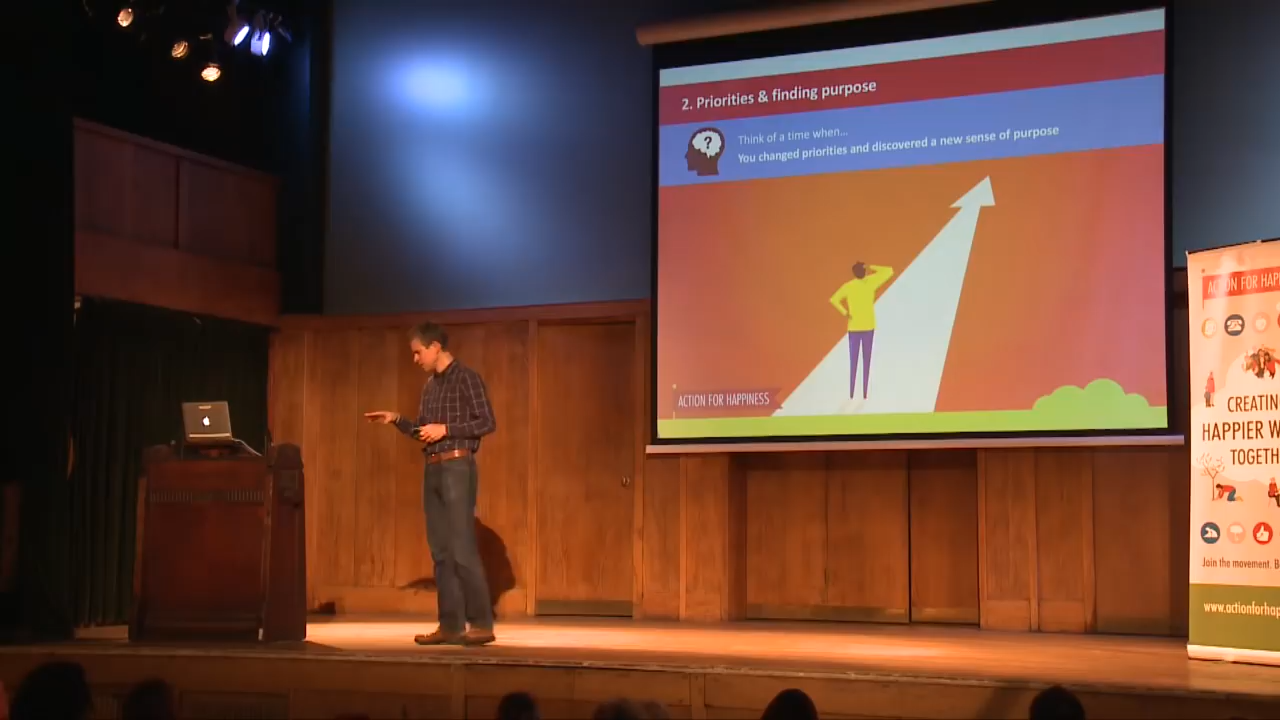 2. Priorities & finding purpose
?
Think of a time when...
You changed priorities and discovered a new sense of purpose
ACTION FOR HAPPINESS
ACTION FOR HAP
CREATIN
HAPPIER W
TOGETH
Join the movement. B
www.actionforhap